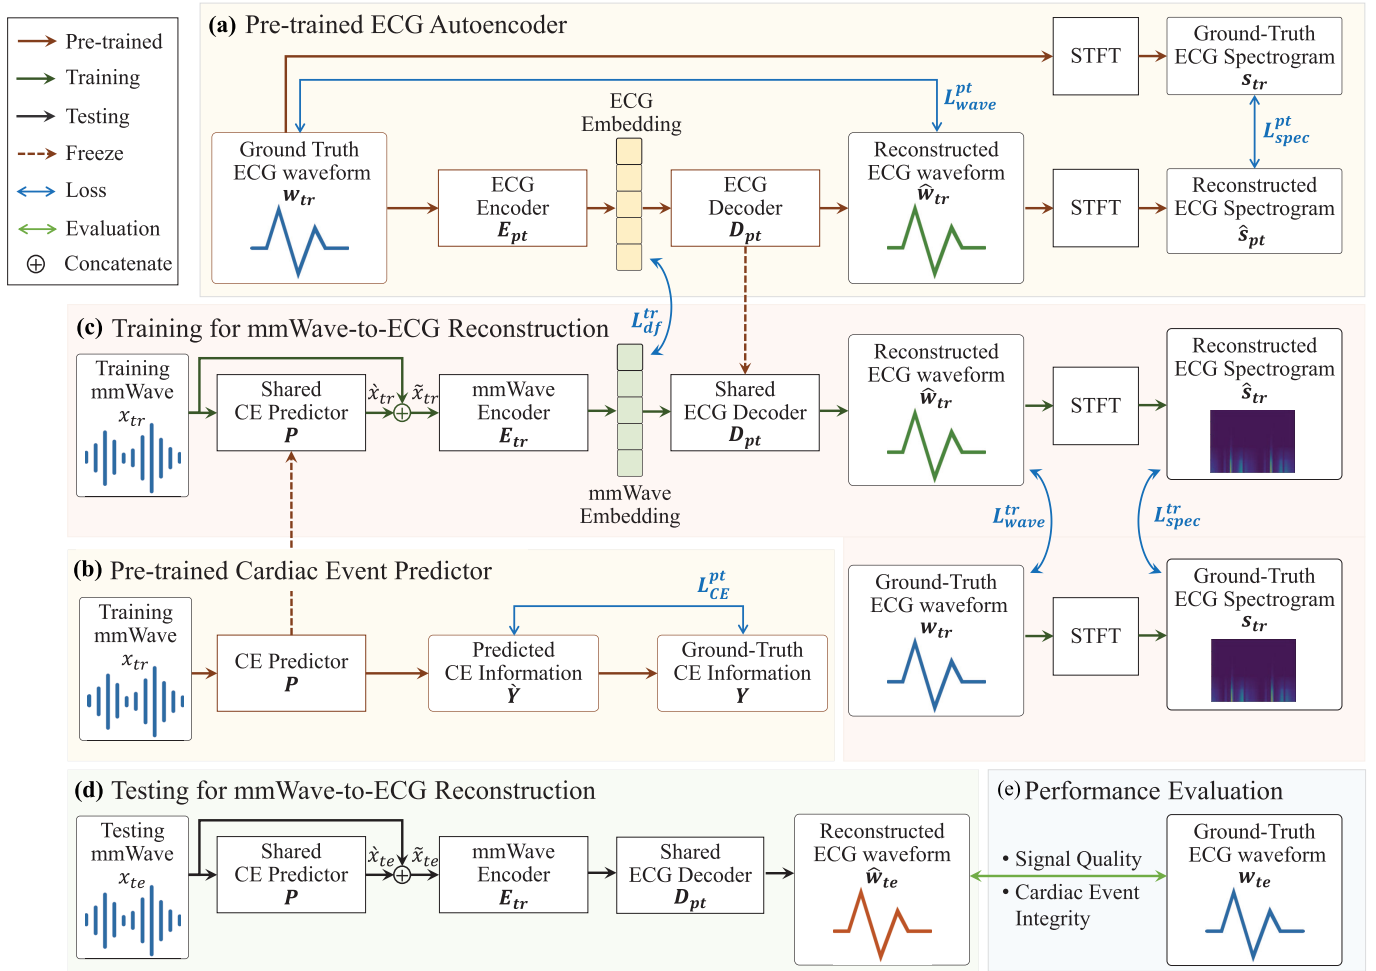 Pre-trained
Training
Testing
Freeze
Loss
Evaluation
Concatenate
(a) Pre-trained ECG Autoencoder
Ground Truth
ECG waveform
w_tr
ECG
Encoder
E_pt
ECG
Embedding
ECG
Decoder
D_pt
L^pt_wave
Reconstructed
ECG waveform
ŵ_tr
STFT
STFT
Ground-Truth
ECG Spectrogram
s_tr
L^pt_spec
Reconstructed
ECG Spectrogram
ŝ_pt
L^tr_df
(c) Training for mmWave-to-ECG Reconstruction
Training
mmWave
x_tr
Shared
CE Predictor
P
x̀_tr
x̃_tr
mmWave
Encoder
E_tr
mmWave
Embedding
Shared
ECG Decoder
D_pt
Reconstructed
ECG waveform
ŵ_tr
STFT
Reconstructed
ECG Spectrogram
ŝ_tr
L^tr_wave
L^tr_spec
Ground-Truth
ECG waveform
w_tr
STFT
Ground-Truth
ECG Spectrogram
s_tr
(b) Pre-trained Cardiac Event Predictor
Training
mmWave
x_tr
CE Predictor
P
L^pt_CE
Predicted
CE Information
Ỳ
Ground-Truth
CE Information
Y
(d) Testing for mmWave-to-ECG Reconstruction
Testing
mmWave
x_te
Shared
CE Predictor
P
x̀_te
x̃_te
mmWave
Encoder
E_tr
Shared
ECG Decoder
D_pt
Reconstructed
ECG waveform
ŵ_te
(e) Performance Evaluation
• Signal Quality
• Cardiac Event
Integrity
Ground-Truth
ECG waveform
w_te